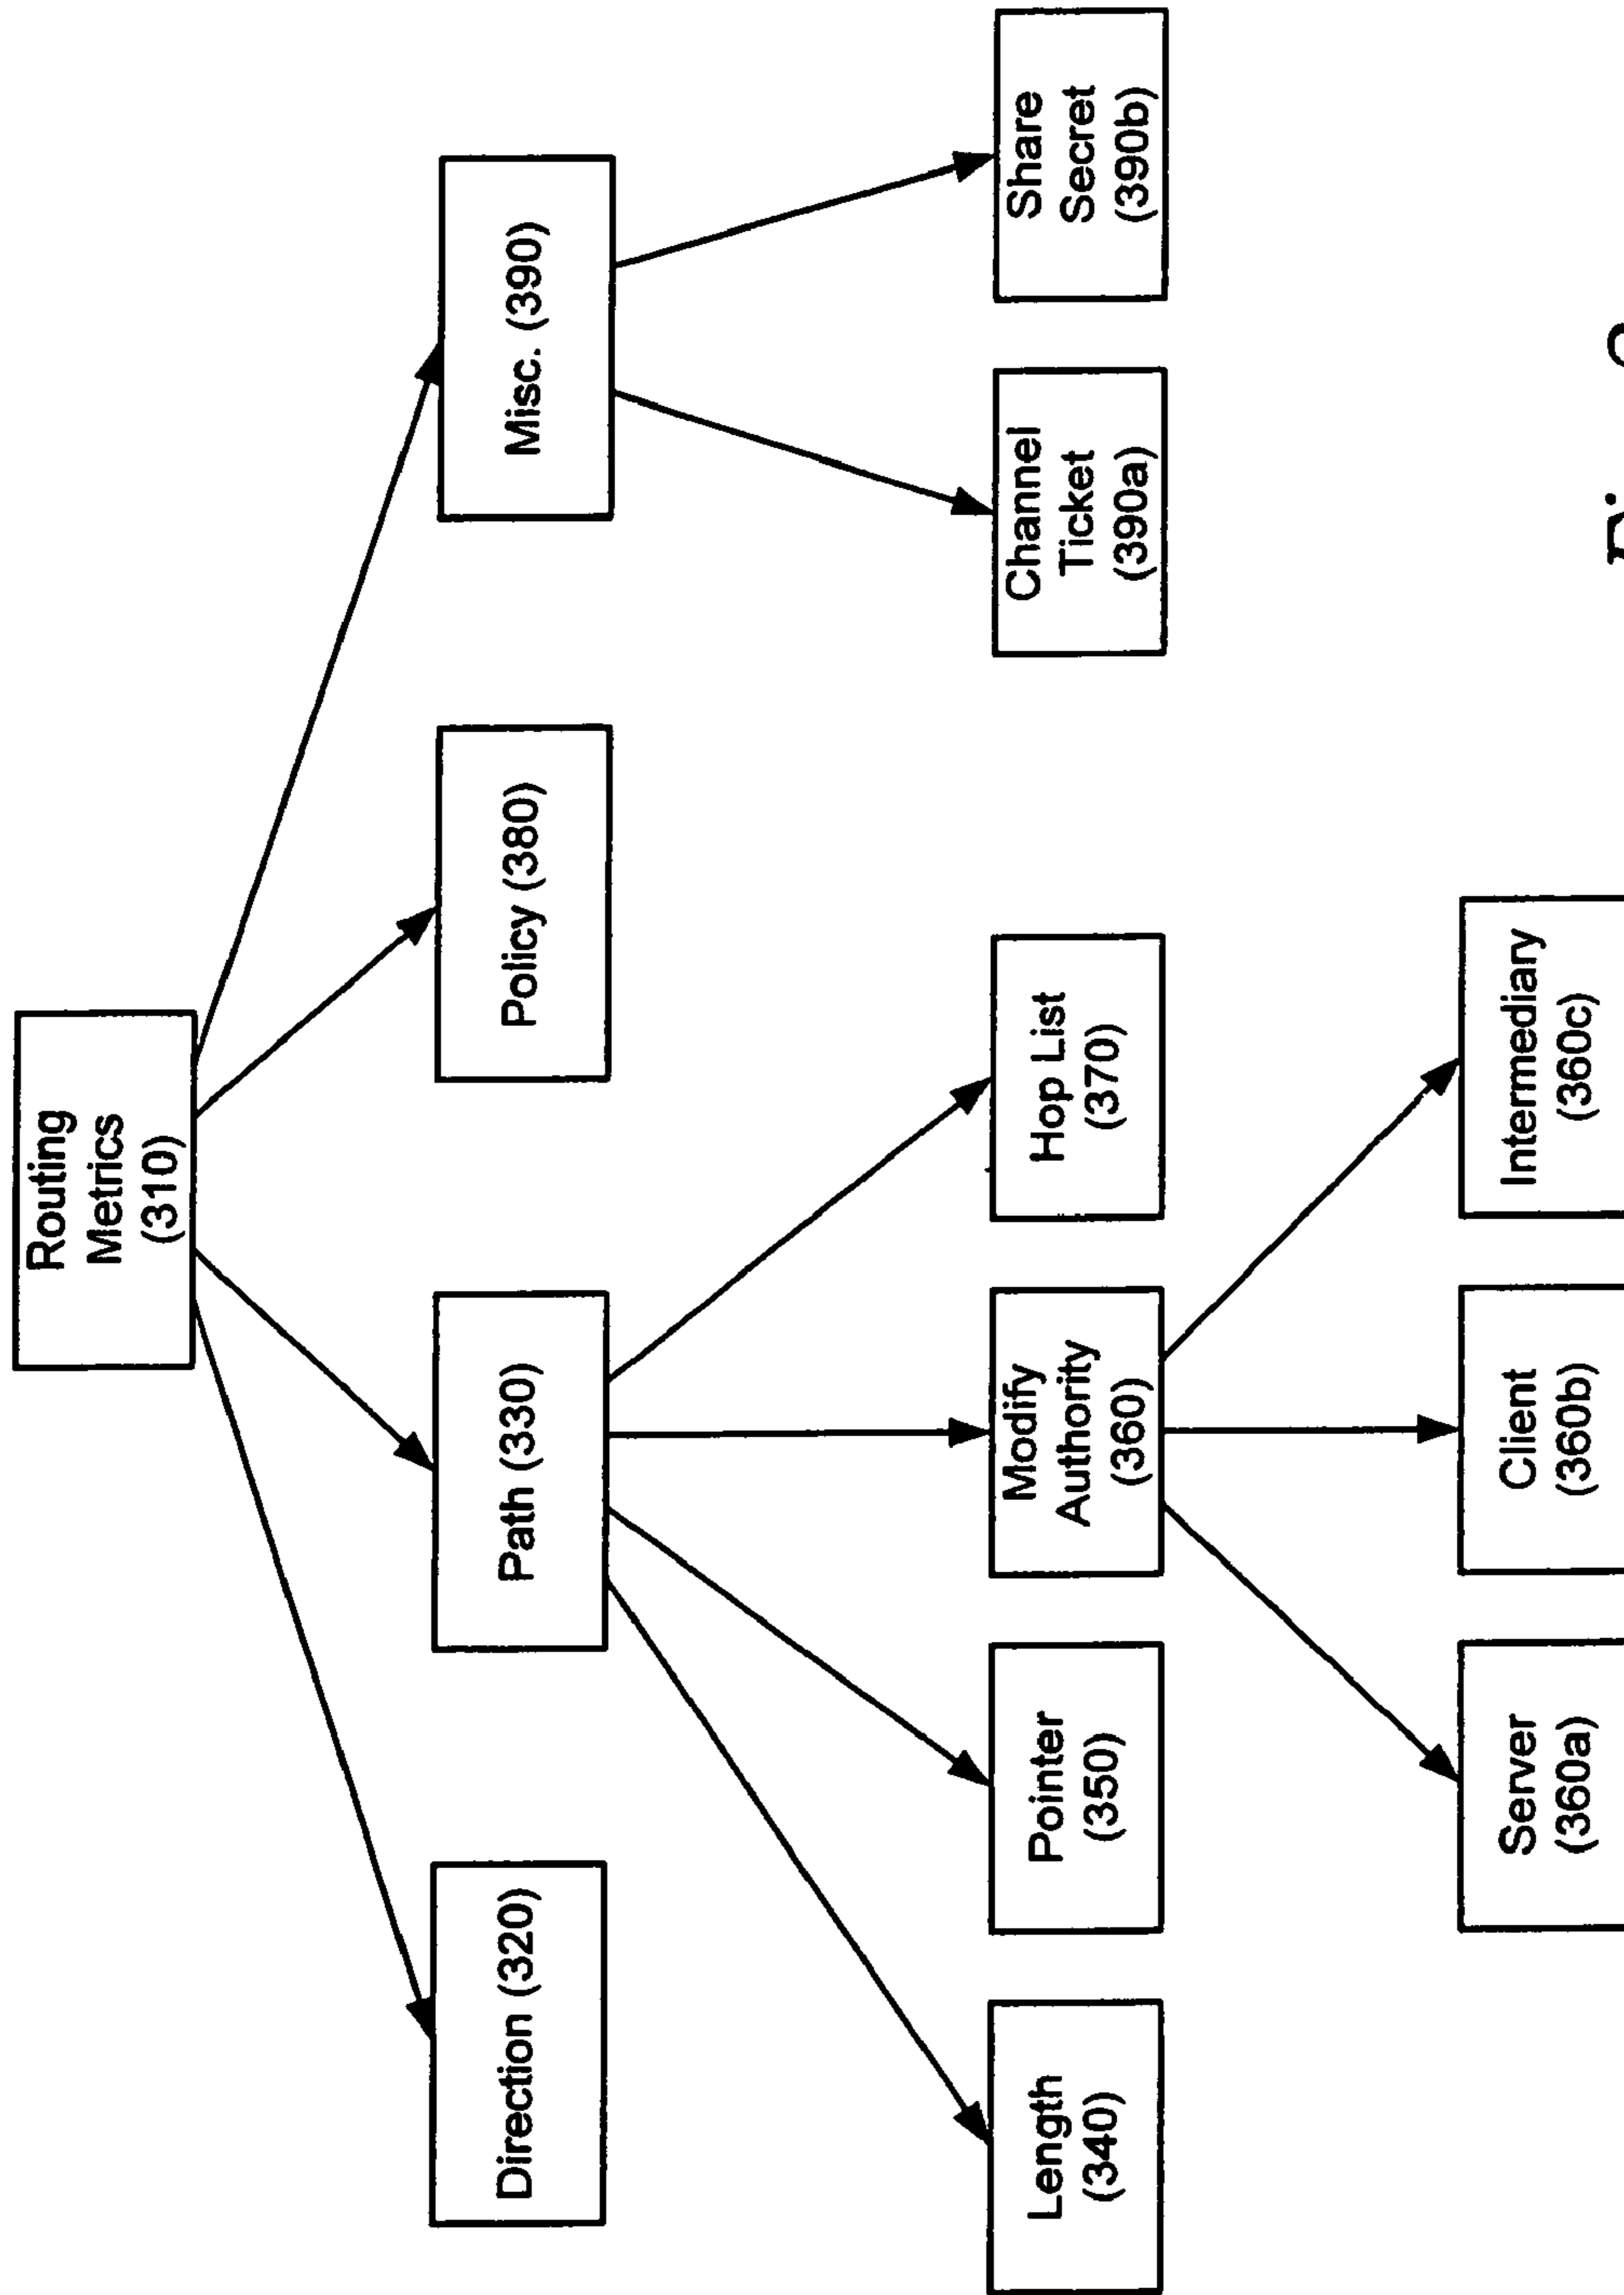 Routing
Metrics
(310)
Direction (320)
Path (330)
Policy (380)
Misc. (390)
Length
(340)
Pointer
(350)
Modify
Authority
(360)
Hop List
(370)
Channel
Ticket
(390a)
Share
Secret
(390b)
Server
(360a)
Client
(360b)
Intermediary
(360c)